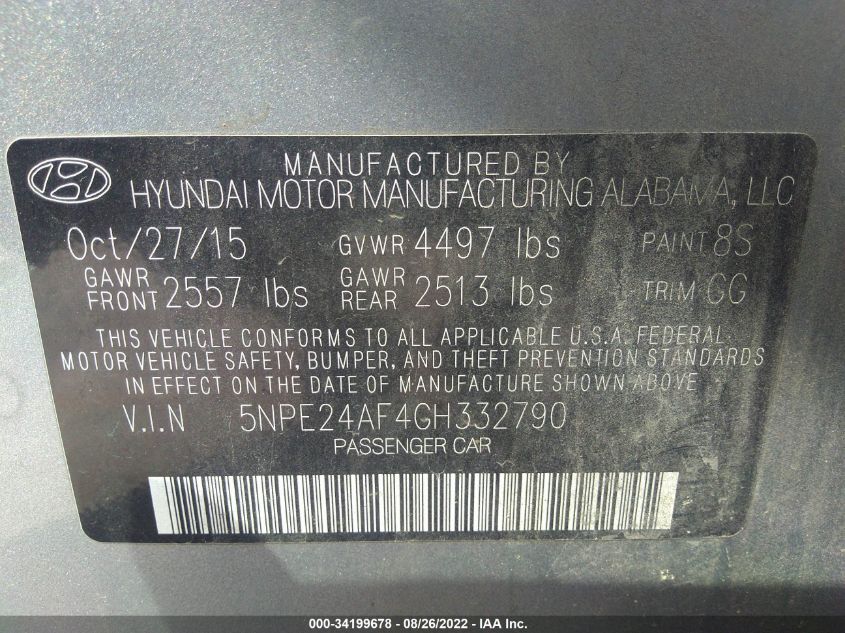 MANUFACTURED BY
HYUNDAI MOTOR MANUFACTURING ALABAMA, LLC
Oct/27/15 GVWR 4497 lbs PAINT 8S
GAWR FRONT 2557 lbs GAWR REAR 2513 lbs TRIM GG
THIS VEHICLE CONFORMS TO ALL APPLICABLE U.S.A. FEDERAL
MOTOR VEHICLE SAFETY, BUMPER, AND THEFT PREVENTION STANDARDS
IN EFFECT ON THE DATE OF MANUFACTURE SHOWN ABOVE.
V.I.N 5NPE24AF4GH332790
PASSENGER CAR
000-34199678 - 08/26/2022 - IAA Inc.